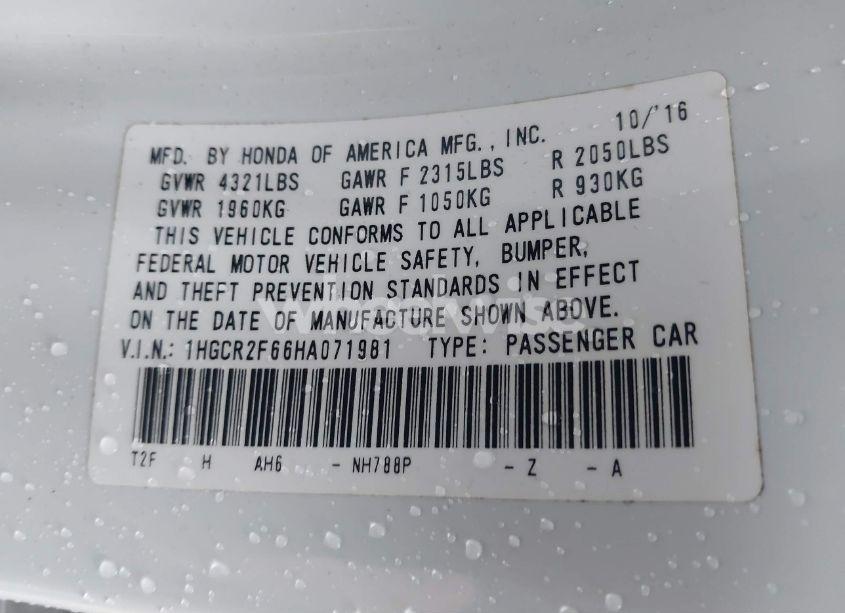 MFD. BY HONDA OF AMERICA MFG., INC. 10/'16
GVWR 4321LBS GAWR F 2315LBS R 2050LBS
GVWR 1960KG GAWR F 1050KG R 930KG
THIS VEHICLE CONFORMS TO ALL APPLICABLE
FEDERAL MOTOR VEHICLE SAFETY, BUMPER,
AND THEFT PREVENTION STANDARDS IN EFFECT
ON THE DATE OF MANUFACTURE SHOWN ABOVE.
V.I.N.: 1HGCR2F66HA071981 TYPE: PASSENGER CAR
T2F H AH6 - NH788P - Z - A